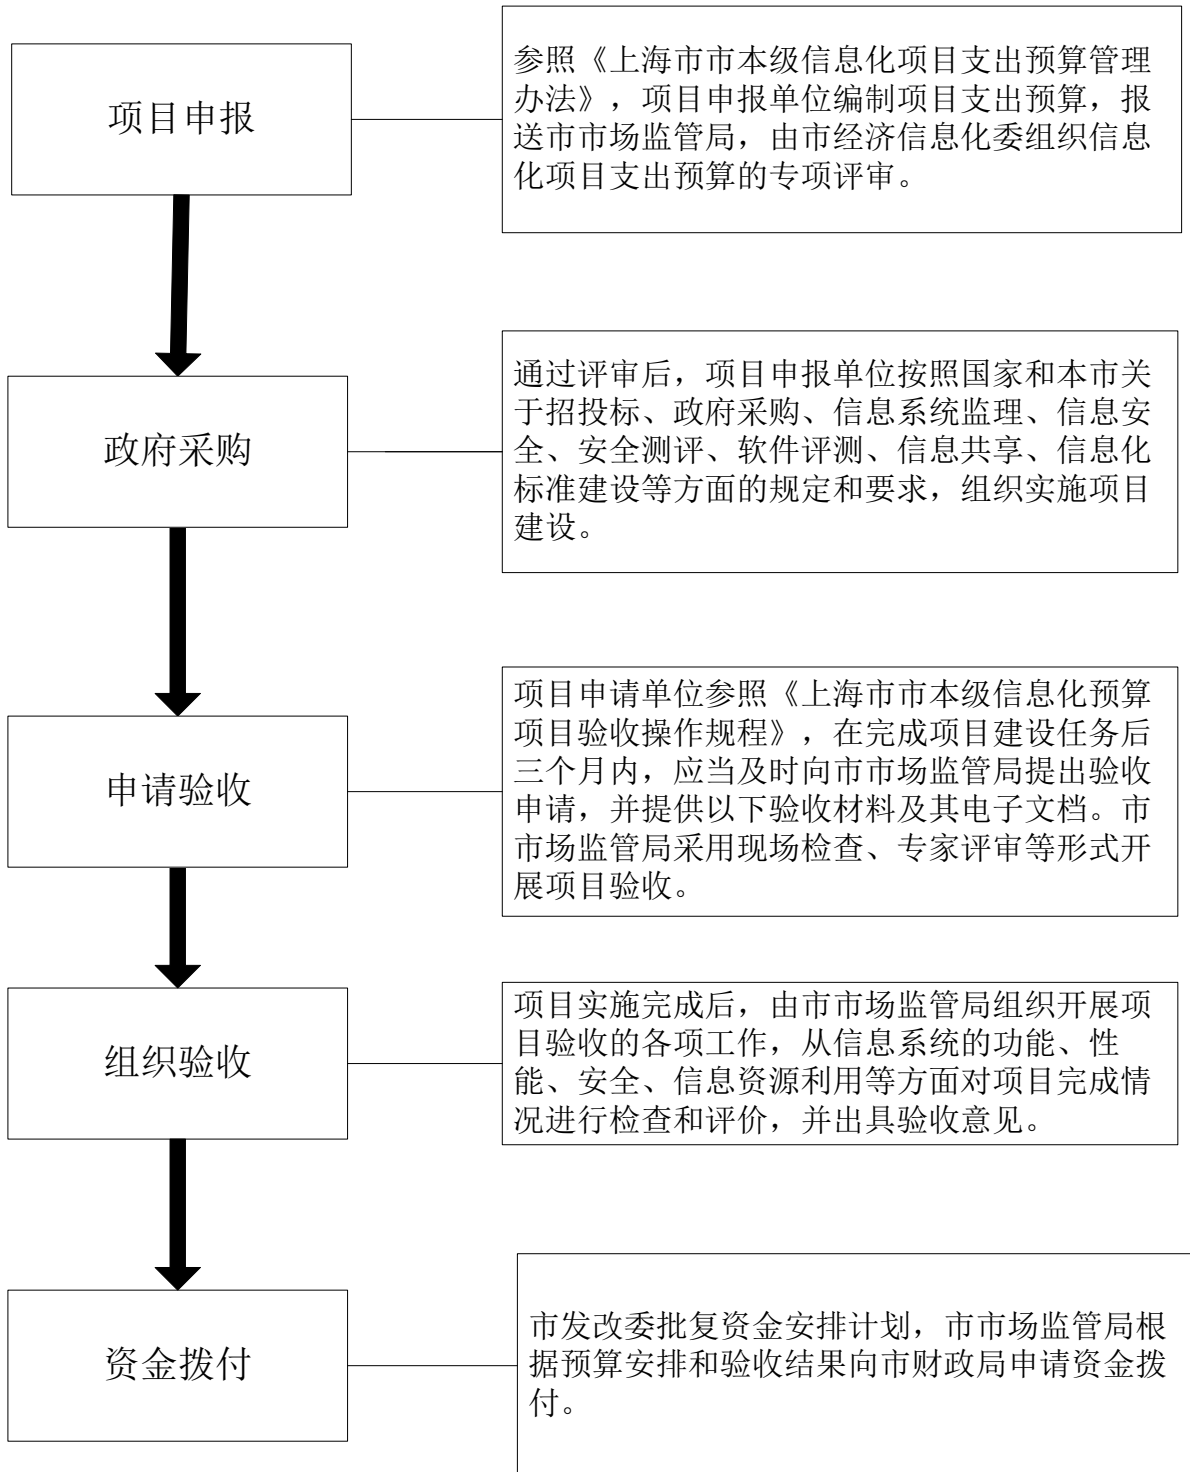 项目申报
参照《上海市市本级信息化项目支出预算管理
办法》，项目申报单位编制项目支出预算，报
送市市场监管局，由市经济信息化委组织信息
化项目支出预算的专项评审。
政府采购
通过评审后，项目申报单位按照国家和本市关
于招投标、政府采购、信息系统监理、信息安
全、安全测评、软件评测、信息共享、信息化
标准建设等方面的规定和要求，组织实施项目
建设。
申请验收
项目申请单位参照《上海市市本级信息化预算
项目验收操作规程》，在完成项目建设任务后
三个月内，应当及时向市市场监管局提出验收
申请，并提供以下验收材料及其电子文档。市
市场监管局采用现场检查、专家评审等形式开
展项目验收。
组织验收
项目实施完成后，由市市场监管局组织开展项
目验收的各项工作，从信息系统的功能、性
能、安全、信息资源利用等方面对项目完成情
况进行检查和评价，并出具验收意见。
资金拨付
市发改委批复资金安排计划，市市场监管局根
据预算安排和验收结果向市财政局申请资金拨
付。